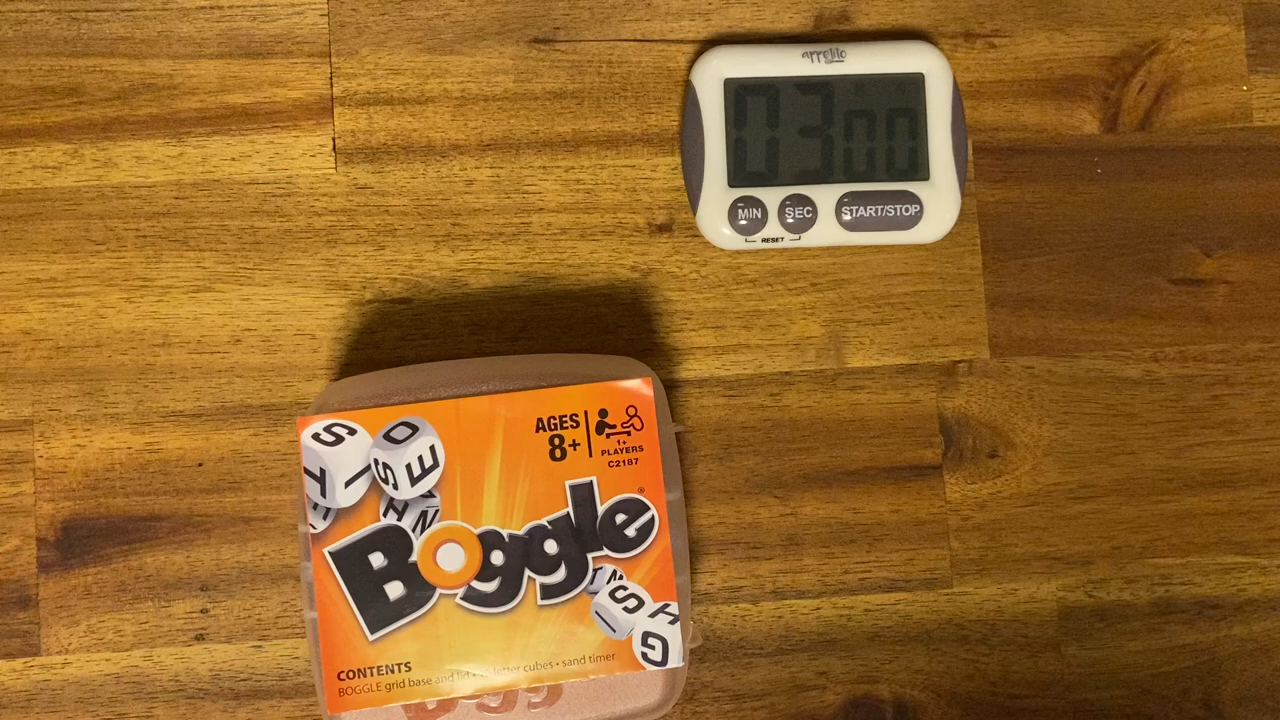 appetito
03 00
MIN
SEC
START/STOP
RESET
AGES
8+
1+
PLAYERS
C2187
S
T
I
O
S
E
H
N
Boggle®
M
S
I
H
G
CONTENTS
BOGGLE grid base and lid • letter cubes • sand timer